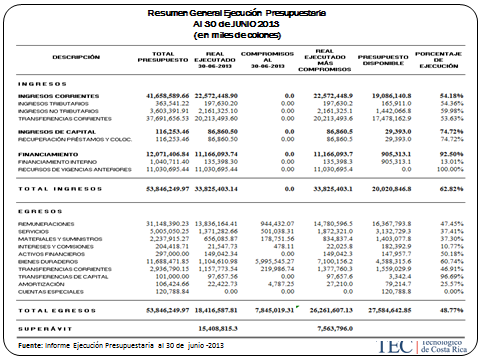 Resumen General Ejecución Presupuestaria
Al 30 de JUNIO 2013
(en miles de colones)
DESCRIPCIÓN TOTAL PRESUPUESTO REAL EJECUTADO 30-06-2013 COMPROMISOS AL 30-06-2013 REAL EJECUTADO MÁS COMPROMISOS PRESUPUESTO DISPONIBLE PORCENTAJE DE EJECUCIÓN
INGRESOS
INGRESOS CORRIENTES 41,658,589.66 22,572,448.90 0.0 22,572,448.9 19,086,140.8 54.18%
INGRESOS TRIBUTARIOS 363,541.22 197,630.20 197,630.2 165,911.0 54.36%
INGRESOS NO TRIBUTARIOS 3,603,391.91 2,161,325.10 2,161,325.1 1,442,066.8 59.98%
TRANSFERENCIAS CORRIENTES 37,691,656.53 20,213,493.60 20,213,493.6 17,478,162.9 53.63%
INGRESOS DE CAPITAL 116,253.46 86,860.50 0.0 86,860.5 29,393.0 74.72%
RECUPERACIÓN PRÉSTAMOS Y COLOC. 116,253.46 86,860.50 86,860.5 29,393.0 74.72%
FINANCIAMIENTO 12,071,406.84 11,166,093.74 0.0 11,166,093.7 905,313.1 92.50%
FINANCIAMIENTO INTERNO 1,040,711.40 135,398.30 0.0 135,398.3 905,313.1 13.01%
RECURSOS DE VIGENCIAS ANTERIORES 11,030,695.44 11,030,695.44 11,030,695.4 0.0 100.00%
TOTAL INGRESOS 53,846,249.97 33,825,403.14 0.0 33,825,403.1 20,020,846.8 62.82%
EGRESOS
REMUNERACIONES 31,148,390.23 13,836,164.41 944,432.07 14,780,596.5 16,367,793.8 47.45%
SERVICIOS 5,005,050.25 1,371,282.66 501,038.31 1,872,321.0 3,132,729.3 37.41%
MATERIALES Y SUMINISTROS 2,237,915.27 656,085.87 178,751.56 834,837.4 1,403,077.8 37.30%
INTERESES Y COMISIONES 204,418.71 21,547.73 478.11 22,025.8 182,392.9 10.77%
ACTIVOS FINANCIEROS 297,000.00 149,042.34 0.00 149,042.3 147,957.7 50.18%
BIENES DURADEROS 11,688,471.85 1,104,610.98 5,995,545.27 7,100,156.2 4,588,315.6 60.74%
TRANSFERENCIAS CORRIENTES 2,936,790.15 1,157,773.54 219,986.74 1,377,760.3 1,559,029.9 46.91%
TRANSFERENCIAS CORRIENTES 101,000.00 97,657.56 0.00 97,657.6 3,342.4 96.69%
AMORTIZACIÓN 106,424.66 22,422.73 4,787.25 27,210.0 79,214.7 25.57%
CUENTAS ESPECIALES 120,788.84 0.00 0.00 0.0 120,788.8 0.00%
TOTAL EGRESOS 53,846,249.97 18,416,587.81 7,845,019.31 26,261,607.13 27,584,642.85 48.77%
SUPERÁVIT 15,408,815.3 7,563,796.0
Fuente: Informe Ejecución Presupuestaria al 30 de junio -2013
TEC Tecnológico de Costa Rica